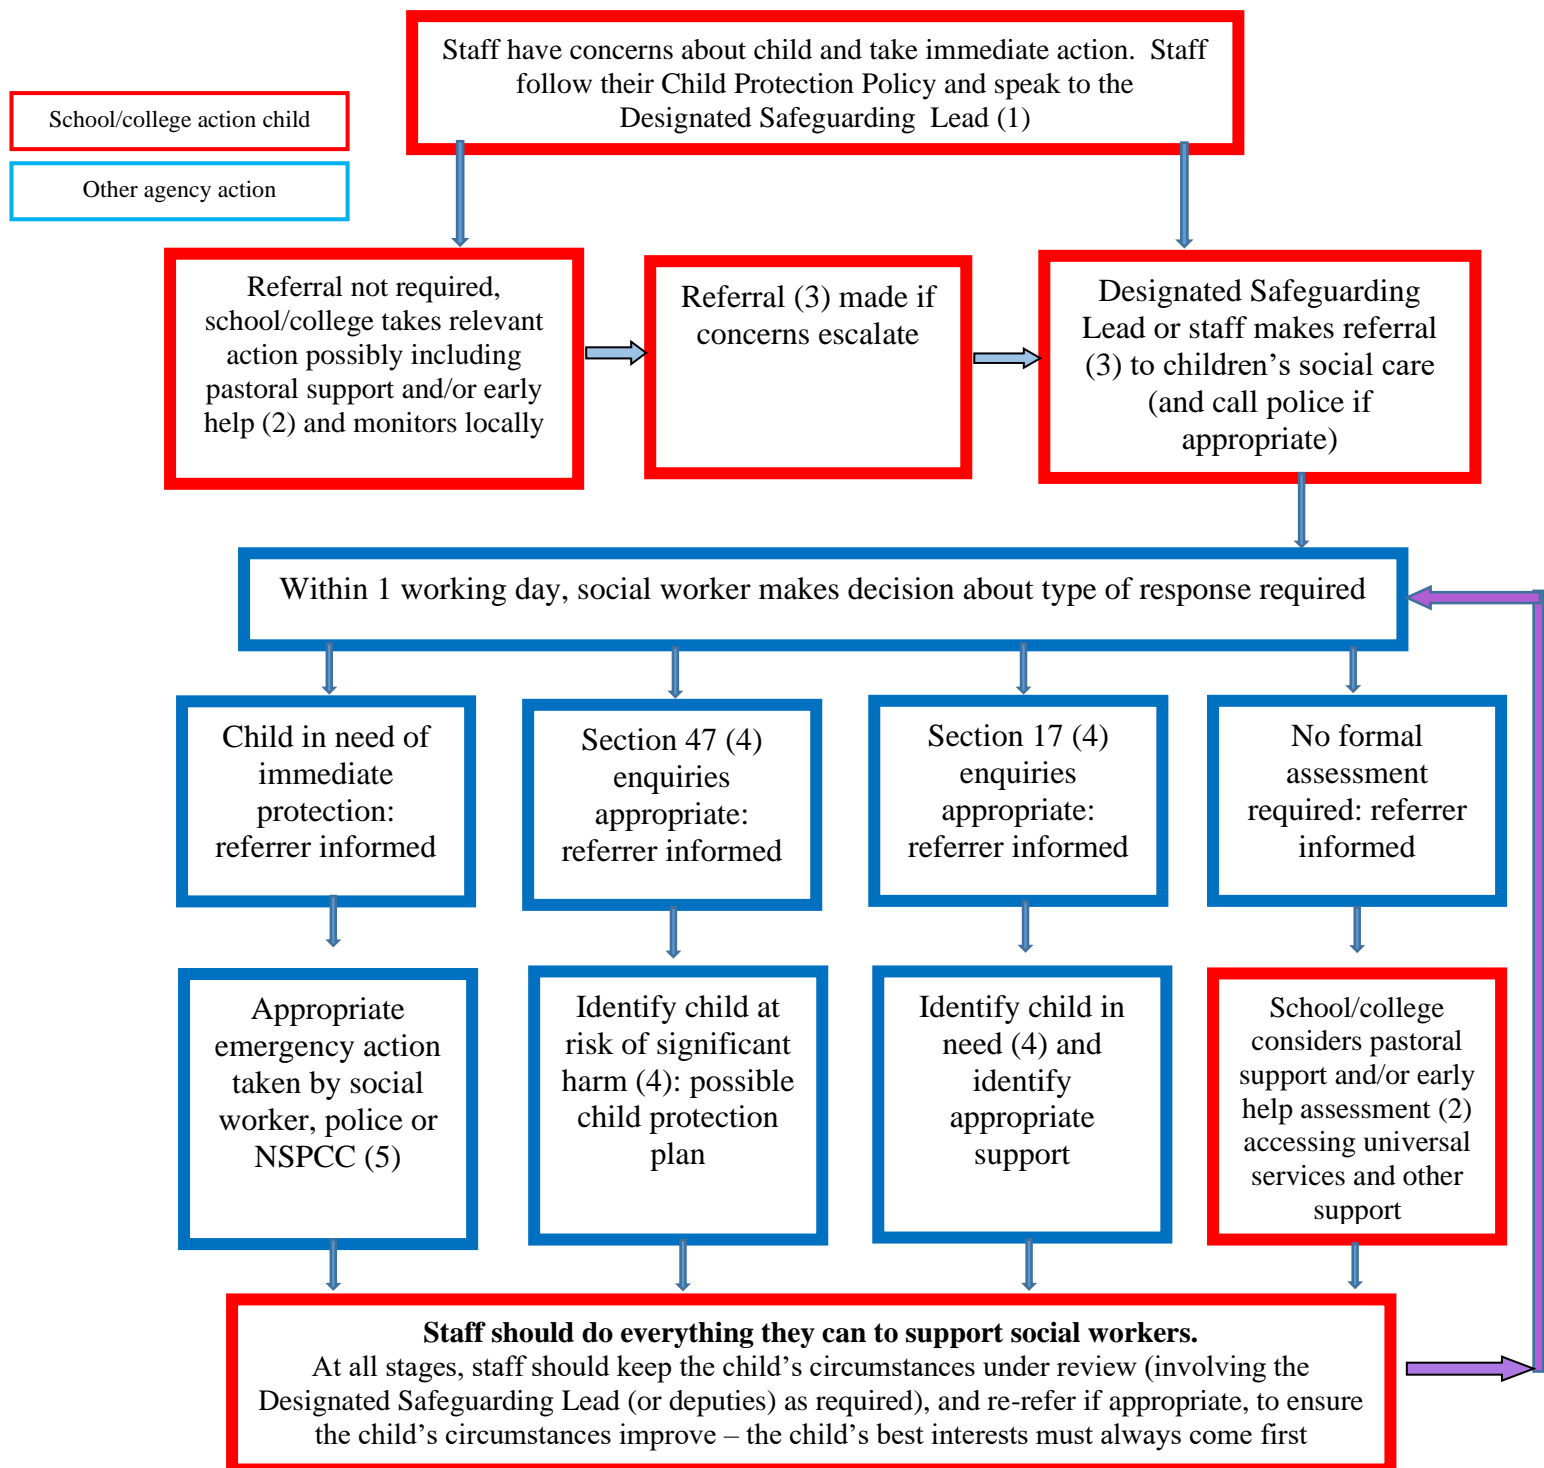 Staff have concerns about child and take immediate action.  Staff
follow their Child Protection Policy and speak to the
Designated Safeguarding  Lead (1)
School/college action child
Other agency action
Referral not required,
school/college takes relevant
action possibly including
pastoral support and/or early
help (2) and monitors locally
Referral (3) made if
concerns escalate
Designated Safeguarding
Lead or staff makes referral
(3) to children’s social care
(and call police if
appropriate)
Within 1 working day, social worker makes decision about type of response required
Child in need of
immediate
protection:
referrer informed
Section 47 (4)
enquiries
appropriate:
referrer informed
Section 17 (4)
enquiries
appropriate:
referrer informed
No formal
assessment
required: referrer
informed
Appropriate
emergency action
taken by social
worker, police or
NSPCC (5)
Identify child at
risk of significant
harm (4): possible
child protection
plan
Identify child in
need (4) and
identify
appropriate
support
School/college
considers pastoral
support and/or early
help assessment (2)
accessing universal
services and other
support
Staff should do everything they can to support social workers.
At all stages, staff should keep the child’s circumstances under review (involving the
Designated Safeguarding Lead (or deputies) as required), and re-refer if appropriate, to ensure
the child’s circumstances improve – the child’s best interests must always come first